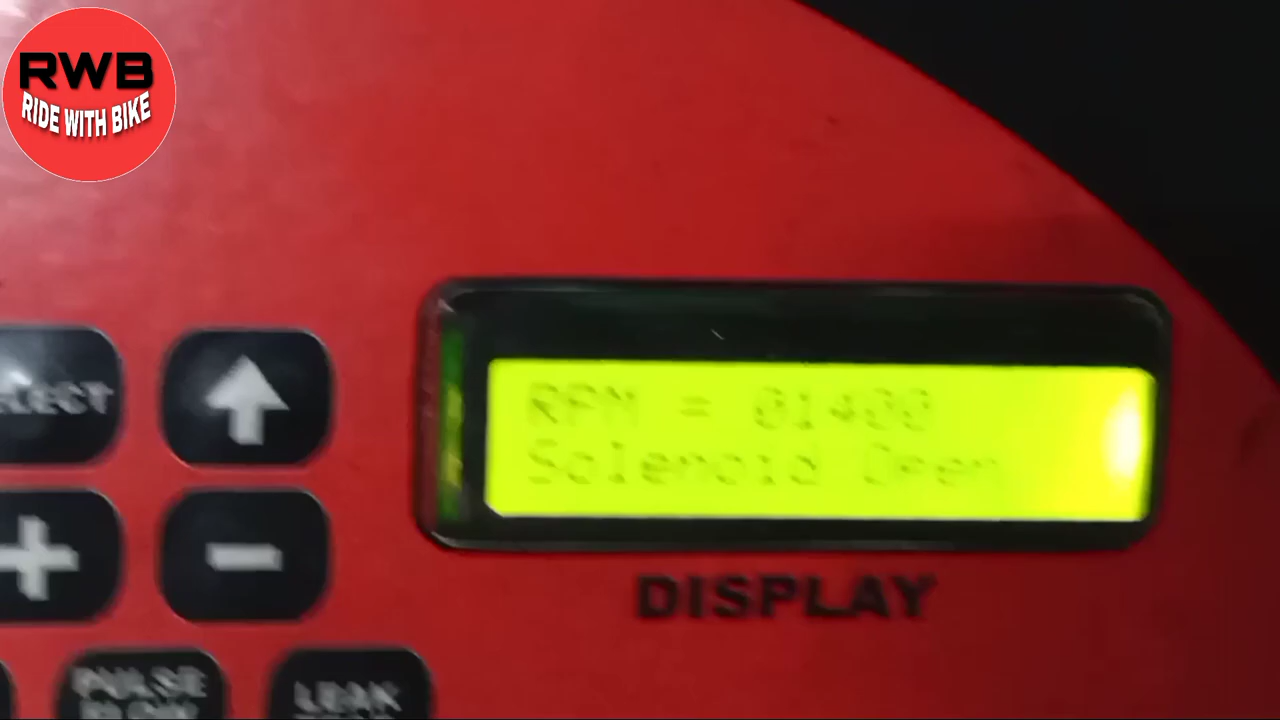 RWB
RIDE WITH BIKE
RPM = 01400
Solenoid Open
DISPLAY
PULSE
LEAK